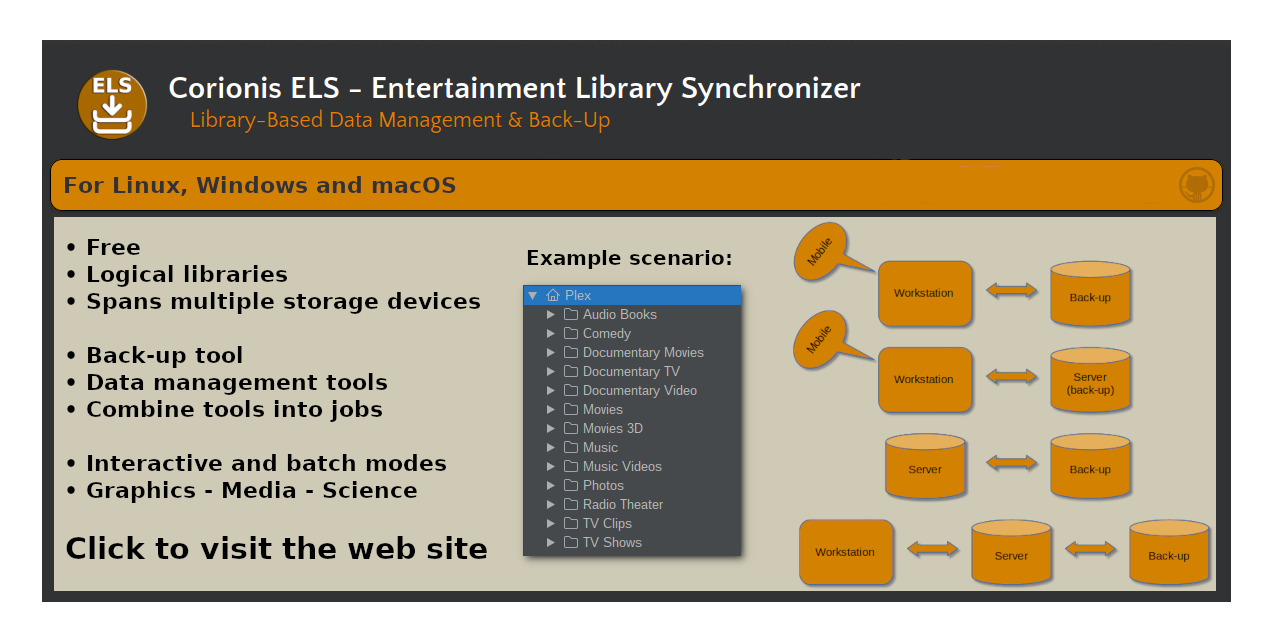 ELS
Corionis ELS - Entertainment Library Synchronizer
Library-Based Data Management & Back-Up
For Linux, Windows and macOS
• Free
• Logical libraries
• Spans multiple storage devices
• Back-up tool
• Data management tools
• Combine tools into jobs
• Interactive and batch modes
• Graphics - Media - Science
Click to visit the web site
Example scenario:
Plex
Audio Books
Comedy
Documentary Movies
Documentary TV
Documentary Video
Movies
Movies 3D
Music
Music Videos
Photos
Radio Theater
TV Clips
TV Shows
Mobile
Workstation
Back-up
Mobile
Workstation
Server
(back-up)
Server
Back-up
Workstation
Server
Back-up